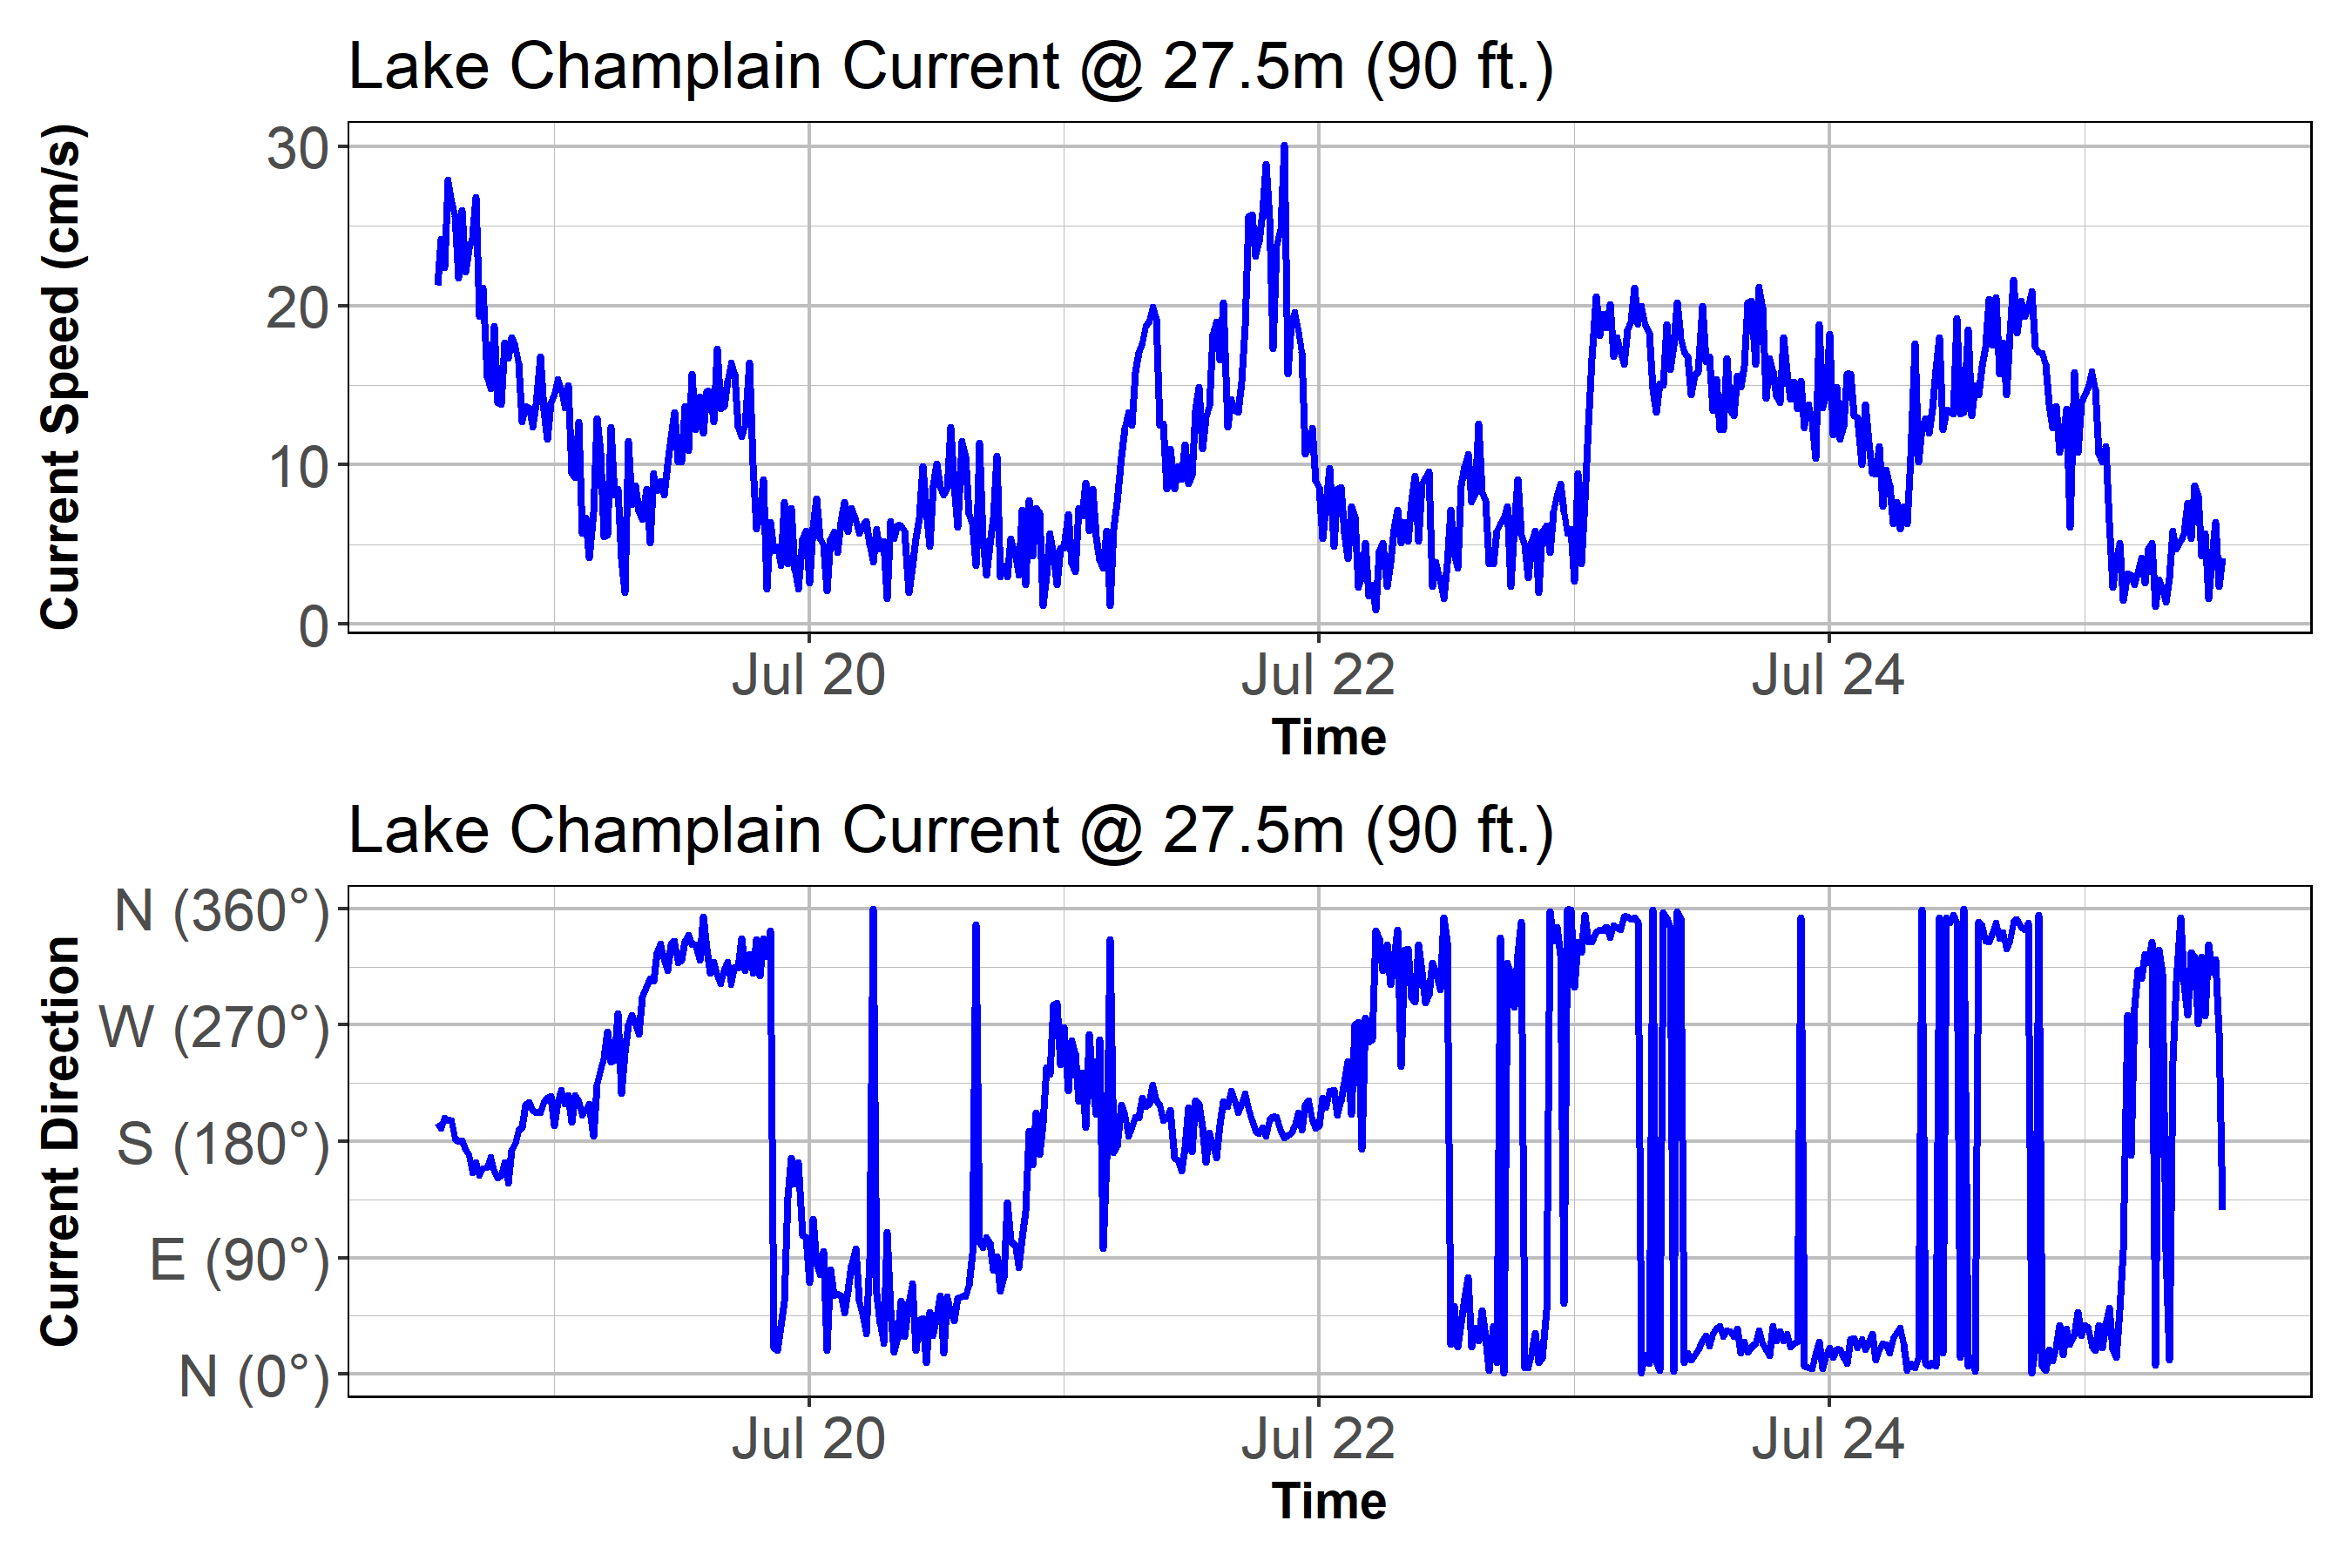 Lake Champlain Current @ 27.5m (90 ft.)
Current Speed (cm/s)
30
20
10
0
Jul 20 Jul 22 Jul 24
Time
Lake Champlain Current @ 27.5m (90 ft.)
Current Direction
N (360°)
W (270°)
S (180°)
E (90°)
N (0°)
Jul 20 Jul 22 Jul 24
Time